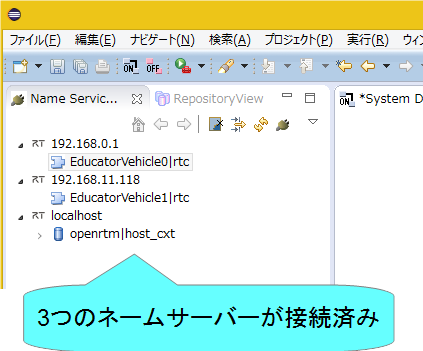 ファイル(F) 編集(E) ナビゲート(N) 検索(A) プロジェクト(P) 実行(R) ウィン
ON OFF
Name Servic... RepositoryView ON *System D
RT 192.168.0.1
EducatorVehicle0|rtc
RT 192.168.11.118
EducatorVehicle1|rtc
RT localhost
openrtm|host_cxt
3つのネームサーバーが接続済み